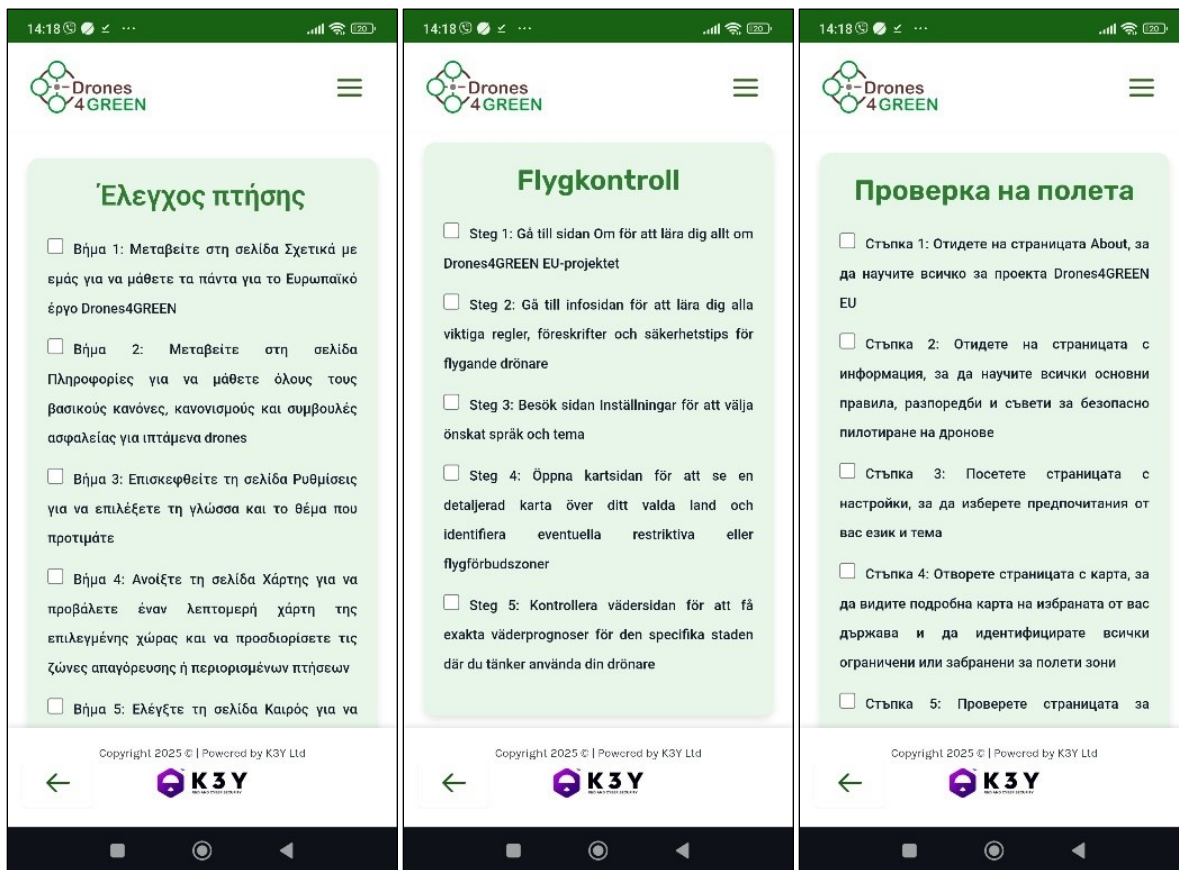 14:18
20
Drones
4GREEN
Έλεγχος πτήσης
Βήμα 1: Μεταβείτε στη σελίδα Σχετικά με
εμάς για να μάθετε τα πάντα για το Ευρωπαϊκό
έργο Drones4GREEN
Βήμα 2: Μεταβείτε στη σελίδα
Πληροφορίες για να μάθετε όλους τους
βασικούς κανόνες, κανονισμούς και συμβουλές
ασφαλείας για ιπτάμενα drones
Βήμα 3: Επισκεφθείτε τη σελίδα Ρυθμίσεις
για να επιλέξετε τη γλώσσα και το θέμα που
προτιμάτε
Βήμα 4: Ανοίξτε τη σελίδα Χάρτης για να
προβάλετε έναν λεπτομερή χάρτη της
επιλεγμένης χώρας και να προσδιορίσετε τις
ζώνες απαγόρευσης ή περιορισμένων πτήσεων
Βήμα 5: Ελέγξτε τη σελίδα Καιρός για να
Copyright 2025 © | Powered by K3Y Ltd
K3Y
14:18
20
Drones
4GREEN
Flygkontroll
Steg 1: Gå till sidan Om för att lära dig allt om
Drones4GREEN EU-projektet
Steg 2: Gå till infosidan för att lära dig alla
viktiga regler, föreskrifter och säkerhetstips för
flygande drönare
Steg 3: Besök sidan Inställningar för att välja
önskat språk och tema
Steg 4: Öppna kartsidan för att se en
detaljerad karta över ditt valda land och
identifiera eventuella restriktiva eller
flygförbudszoner
Steg 5: Kontrollera vädersidan för att få
exakta väderprognoser för den specifika staden
där du tänker använda din drönare
Copyright 2025 © | Powered by K3Y Ltd
K3Y
14:18
20
Drones
4GREEN
Проверка на полета
Стъпка 1: Отидете на страницата About, за
да научите всичко за проекта Drones4GREEN
EU
Стъпка 2: Отидете на страницата с
информация, за да научите всички основни
правила, разпоредби и съвети за безопасно
пилотиране на дронове
Стъпка 3: Посетете страницата с
настройки, за да изберете предпочитания от
вас език и тема
Стъпка 4: Отворете страницата с карта, за
да видите подробна карта на избраната от вас
държава и да идентифицирате всички
ограничени или забранени за полети зони
Стъпка 5: Проверете страницата за
Copyright 2025 © | Powered by K3Y Ltd
K3Y